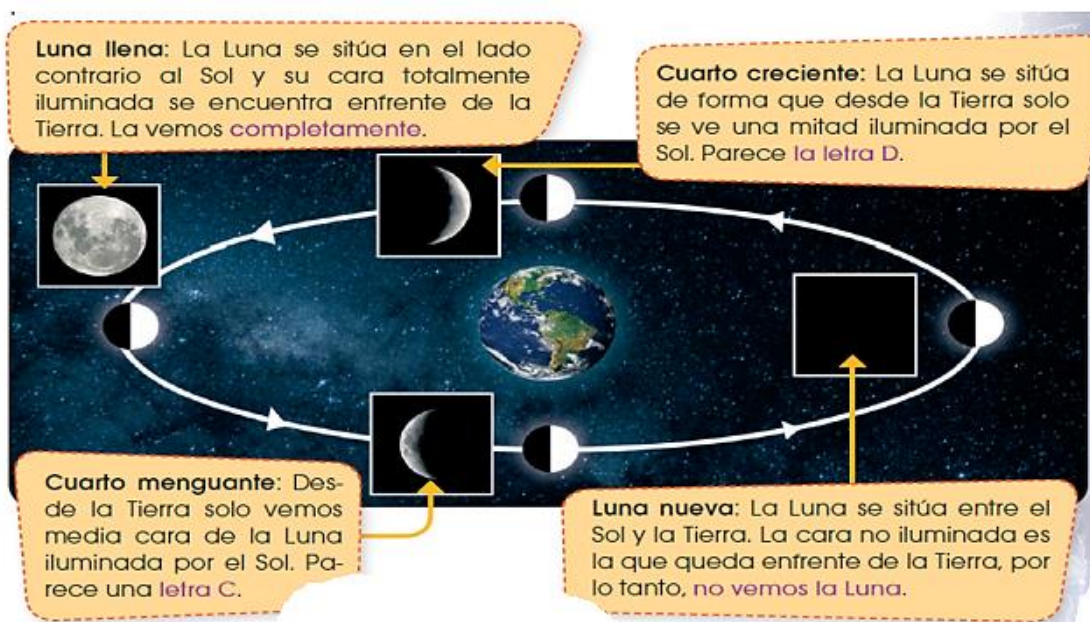 Luna llena: La Luna se sitúa en el lado
contrario al Sol y su cara totalmente
iluminada se encuentra enfrente de la
Tierra. La vemos completamente.
Cuarto creciente: La Luna se sitúa
de forma que desde la Tierra solo
se ve una mitad iluminada por el
Sol. Parece la letra D.
Cuarto menguante: Des-
de la Tierra solo vemos
media cara de la Luna
iluminada por el Sol. Pa-
rece una letra C.
Luna nueva: La Luna se sitúa entre el
Sol y la Tierra. La cara no iluminada es
la que queda enfrente de la Tierra, por
lo tanto, no vemos la Luna.